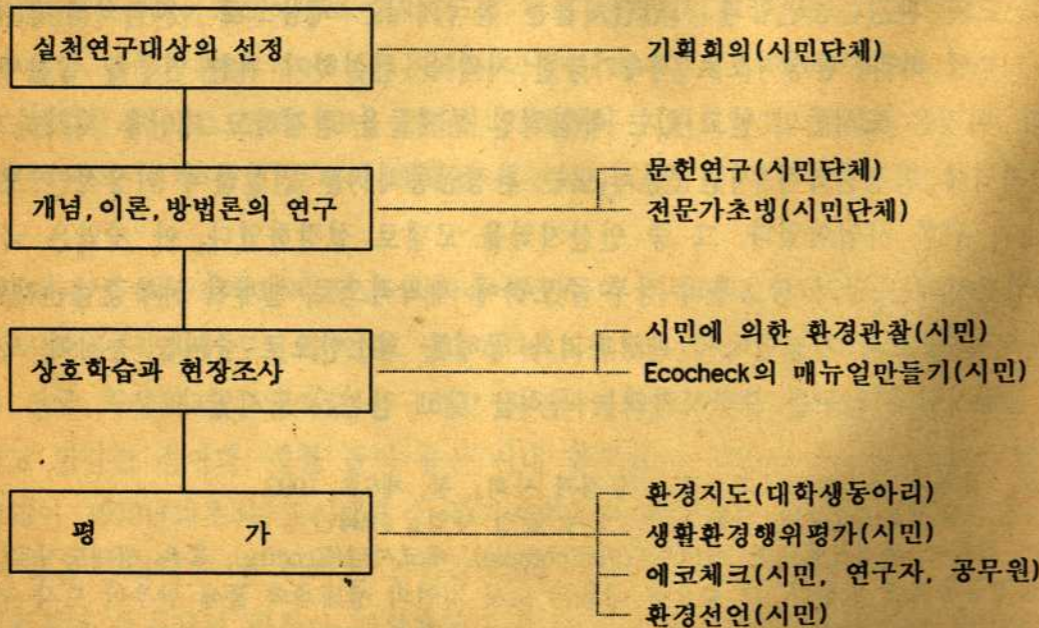 실천연구대상의 선정
기획회의(시민단체)
개념,이론,방법론의 연구
문헌연구(시민단체)
전문가초빙(시민단체)
상호학습과 현장조사
시민에 의한 환경관찰(시민)
Ecocheck의 매뉴얼만들기(시민)
평 가
환경지도(대학생동아리)
생활환경행위평가(시민)
에코체크(시민, 연구자, 공무원)
환경선언(시민)